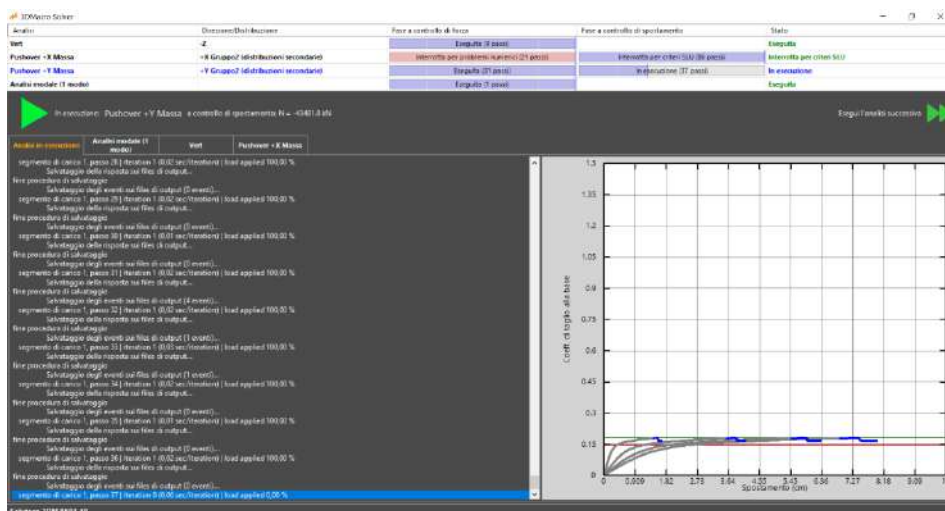 3DMacro Solver
Analisi Direzione/Distribuzione Fase a controllo di forza Fase a controllo di spostamento Stato
Vert -Z Eseguita (9 passi) Eseguita
Pushover +X Massa +X Gruppo2 (distribuzioni secondarie) Interrotta per problemi numerici (21 passi) Interrotta per criteri SLU (86 passi) Interrotta per criteri SLU
Pushover +Y Massa +Y Gruppo2 (distribuzioni secondarie) Eseguita (21 passi) In esecuzione (37 passi) In esecuzione
Analisi modale (1 modo) Eseguita (1 passi) Eseguita
In esecuzione: Pushover +Y Massa a controllo di spostamento: N = -43401.8 kN Esegui l'analisi successiva
Analisi in esecuzione Analisi modale (1 modo) Vert Pushover +X Massa
segmento di carico 1, passo 28 | iteration 1 (0,02 sec/iteration) | load applied 100,00 %
Salvataggio della risposta sui files di output...
fine procedura di salvataggio
Salvataggio degli eventi sui files di output (0 eventi)...
segmento di carico 1, passo 29 | iteration 1 (0,02 sec/iteration) | load applied 100,00 %
Salvataggio della risposta sui files di output...
fine procedura di salvataggio
Salvataggio degli eventi sui files di output (0 eventi)...
segmento di carico 1, passo 30 | iteration 1 (0,01 sec/iteration) | load applied 100,00 %
Salvataggio della risposta sui files di output...
fine procedura di salvataggio
Salvataggio degli eventi sui files di output (0 eventi)...
segmento di carico 1, passo 31 | iteration 1 (0,02 sec/iteration) | load applied 100,00 %
Salvataggio della risposta sui files di output...
fine procedura di salvataggio
Salvataggio degli eventi sui files di output (4 eventi)...
segmento di carico 1, passo 32 | iteration 1 (0,02 sec/iteration) | load applied 100,00 %
Salvataggio della risposta sui files di output...
fine procedura di salvataggio
Salvataggio degli eventi sui files di output (1 eventi)...
segmento di carico 1, passo 33 | iteration 1 (0,03 sec/iteration) | load applied 100,00 %
Salvataggio della risposta sui files di output...
fine procedura di salvataggio
Salvataggio degli eventi sui files di output (1 eventi)...
segmento di carico 1, passo 34 | iteration 1 (0,02 sec/iteration) | load applied 100,00 %
Salvataggio della risposta sui files di output...
fine procedura di salvataggio
Salvataggio degli eventi sui files di output (0 eventi)...
segmento di carico 1, passo 35 | iteration 1 (0,01 sec/iteration) | load applied 100,00 %
Salvataggio della risposta sui files di output...
fine procedura di salvataggio
Salvataggio degli eventi sui files di output (0 eventi)...
segmento di carico 1, passo 36 | iteration 1 (0,02 sec/iteration) | load applied 100,00 %
Salvataggio della risposta sui files di output...
fine procedura di salvataggio
Salvataggio degli eventi sui files di output (0 eventi)...
segmento di carico 1, passo 37 | iteration 0 (0,00 sec/iteration) | load applied 0,00 %
1.5
1.35
1.2
1.05
0.9
0.75
0.6
0.45
0.3
0.15
0
Coeff. di taglio alla base
0 0.909 1.82 2.73 3.64 4.55 5.45 6.36 7.27 8.18 9.09
Spostamento (cm)